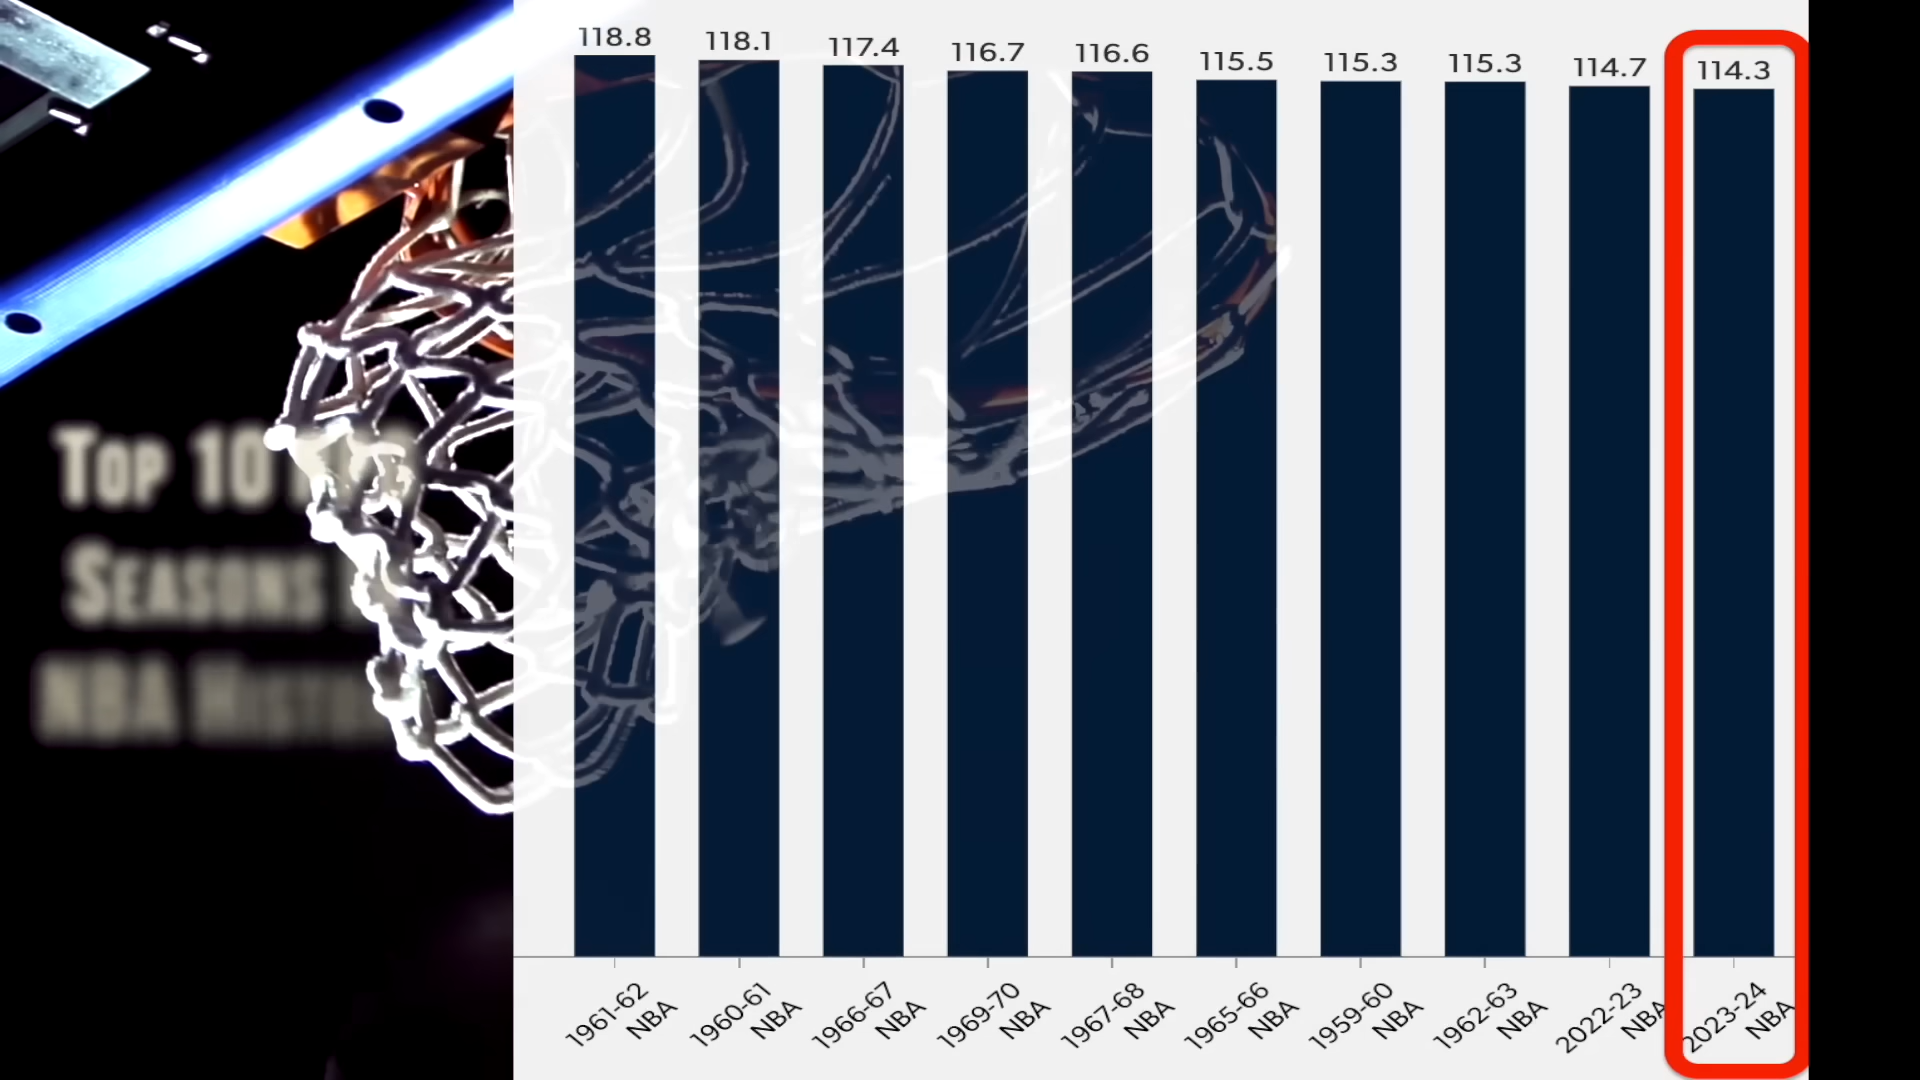 118.8 118.1 117.4 116.7 116.6 115.5 115.3 115.3 114.7 114.3
Top 10
Seasons
NBA
1961-62 NBA
1960-61 NBA
1966-67 NBA
1969-70 NBA
1967-68 NBA
1965-66 NBA
1959-60 NBA
1962-63 NBA
2022-23 NBA
2023-24 NBA